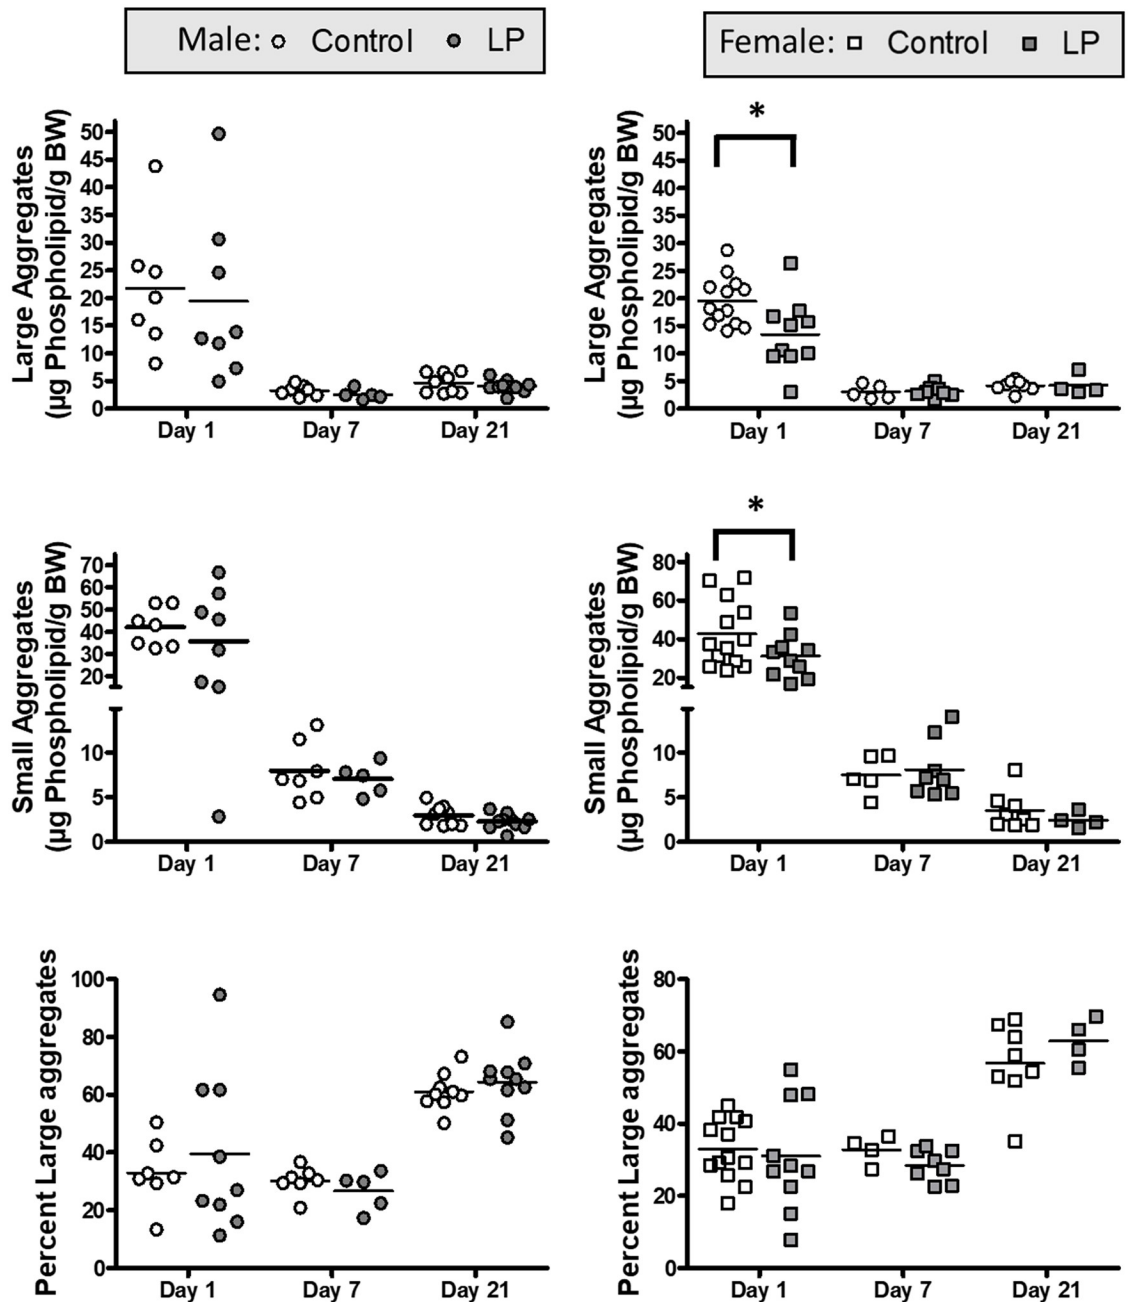 Male: Control LP
Female: Control LP
Large Aggregates
(µg Phospholipid/g BW)
50
45
40
35
30
25
20
15
10
5
0
Day 1 Day 7 Day 21
Large Aggregates
(µg Phospholipid/g BW)
*
50
45
40
35
30
25
20
15
10
5
0
Day 1 Day 7 Day 21
Small Aggregates
(µg Phospholipid/g BW)
70
60
50
40
30
20
10
5
0
Day 1 Day 7 Day 21
Small Aggregates
(µg Phospholipid/g BW)
*
80
60
40
20
10
5
0
Day 1 Day 7 Day 21
Percent Large aggregates
100
80
60
40
20
0
Day 1 Day 7 Day 21
Percent Large aggregates
80
60
40
20
0
Day 1 Day 7 Day 21